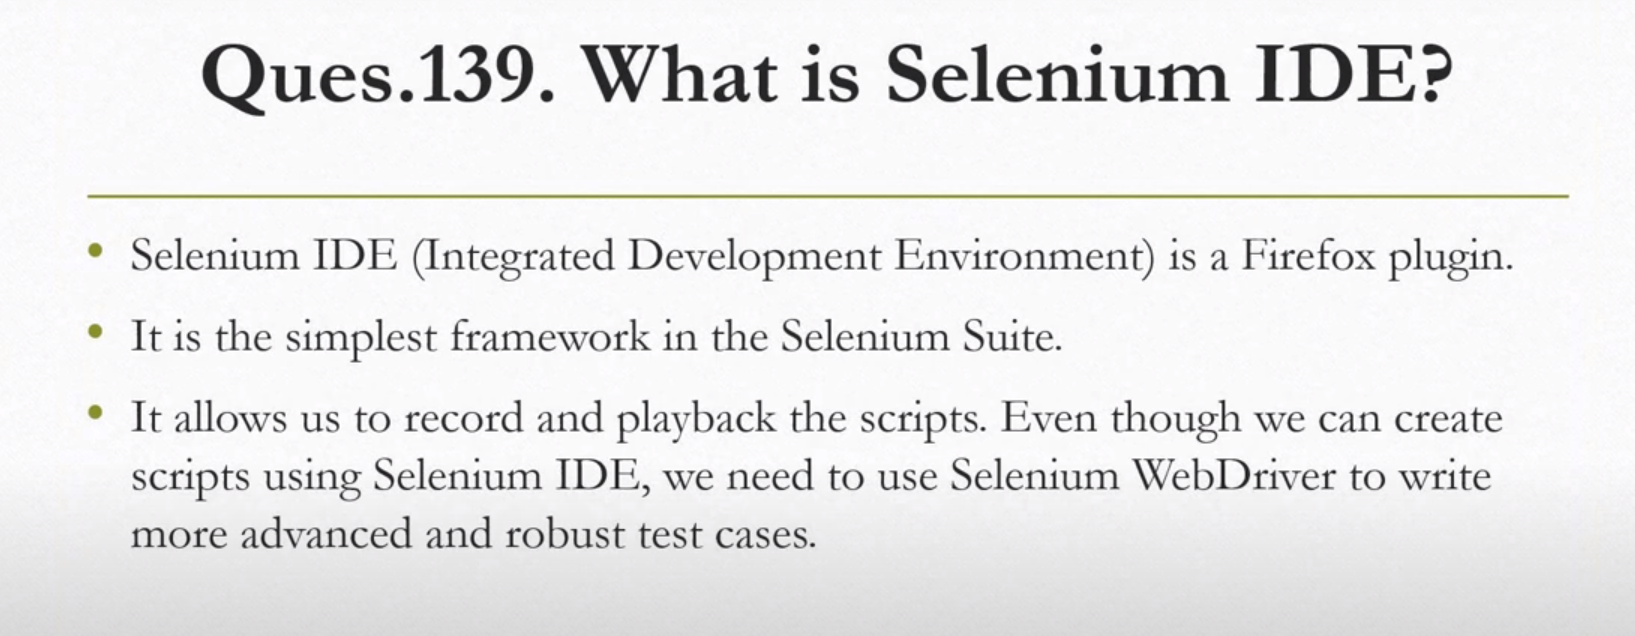 Ques.139. What is Selenium IDE?
• Selenium IDE (Integrated Development Environment) is a Firefox plugin.
• It is the simplest framework in the Selenium Suite.
• It allows us to record and playback the scripts. Even though we can create
scripts using Selenium IDE, we need to use Selenium WebDriver to write
more advanced and robust test cases.